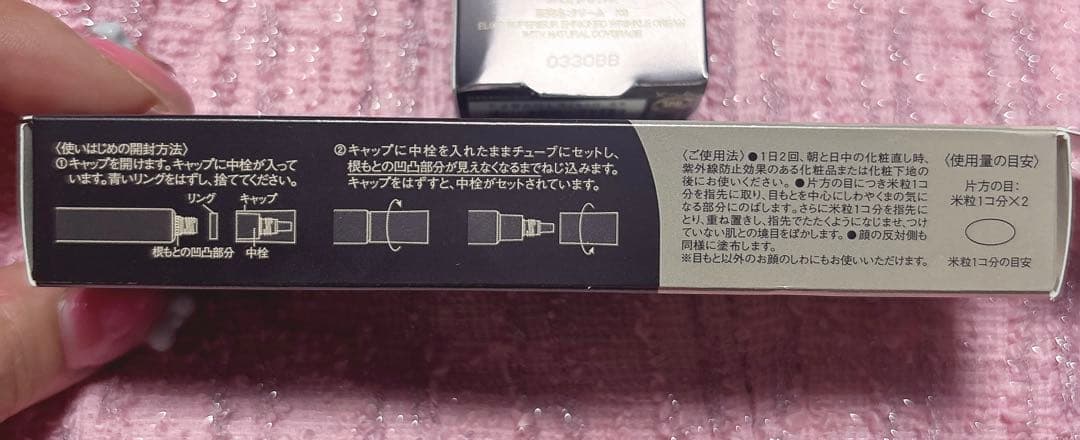 ELIXIR SUPERIEUR ENRICHED WRINKLE CREAM
TINTY NATURAL COVERAGE
0330BB
〈使いはじめの開封方法〉
①キャップを開けます。キャップに中栓が入って
います。青いリングをはずし、捨ててください。
リング
キャップ
根もとの凹凸部分
中栓
②キャップに中栓を入れたままチューブにセットし、
根もとの凹凸部分が見えなくなるまでねじ込みます。
キャップをはずすと、中栓がセットされています。
〈ご使用法〉●1日2回、朝と日中の化粧直し時、
紫外線防止効果のある化粧品または化粧下地の
後にお使いください。●片方の目につき米粒1コ
分を指先に取り、目もとを中心にしわやくまの気に
なる部分にのばします。さらに米粒1コ分を指先に
とり、重ね置きし、指先でたたくようになじませ、つけ
ていない肌との境目をぼかします。●顔の反対側も
同様に塗布します。
※目もと以外のお顔のしわにもお使いいただけます。
〈使用量の目安〉
片方の目:
米粒1コ分×2
米粒1コ分の目安